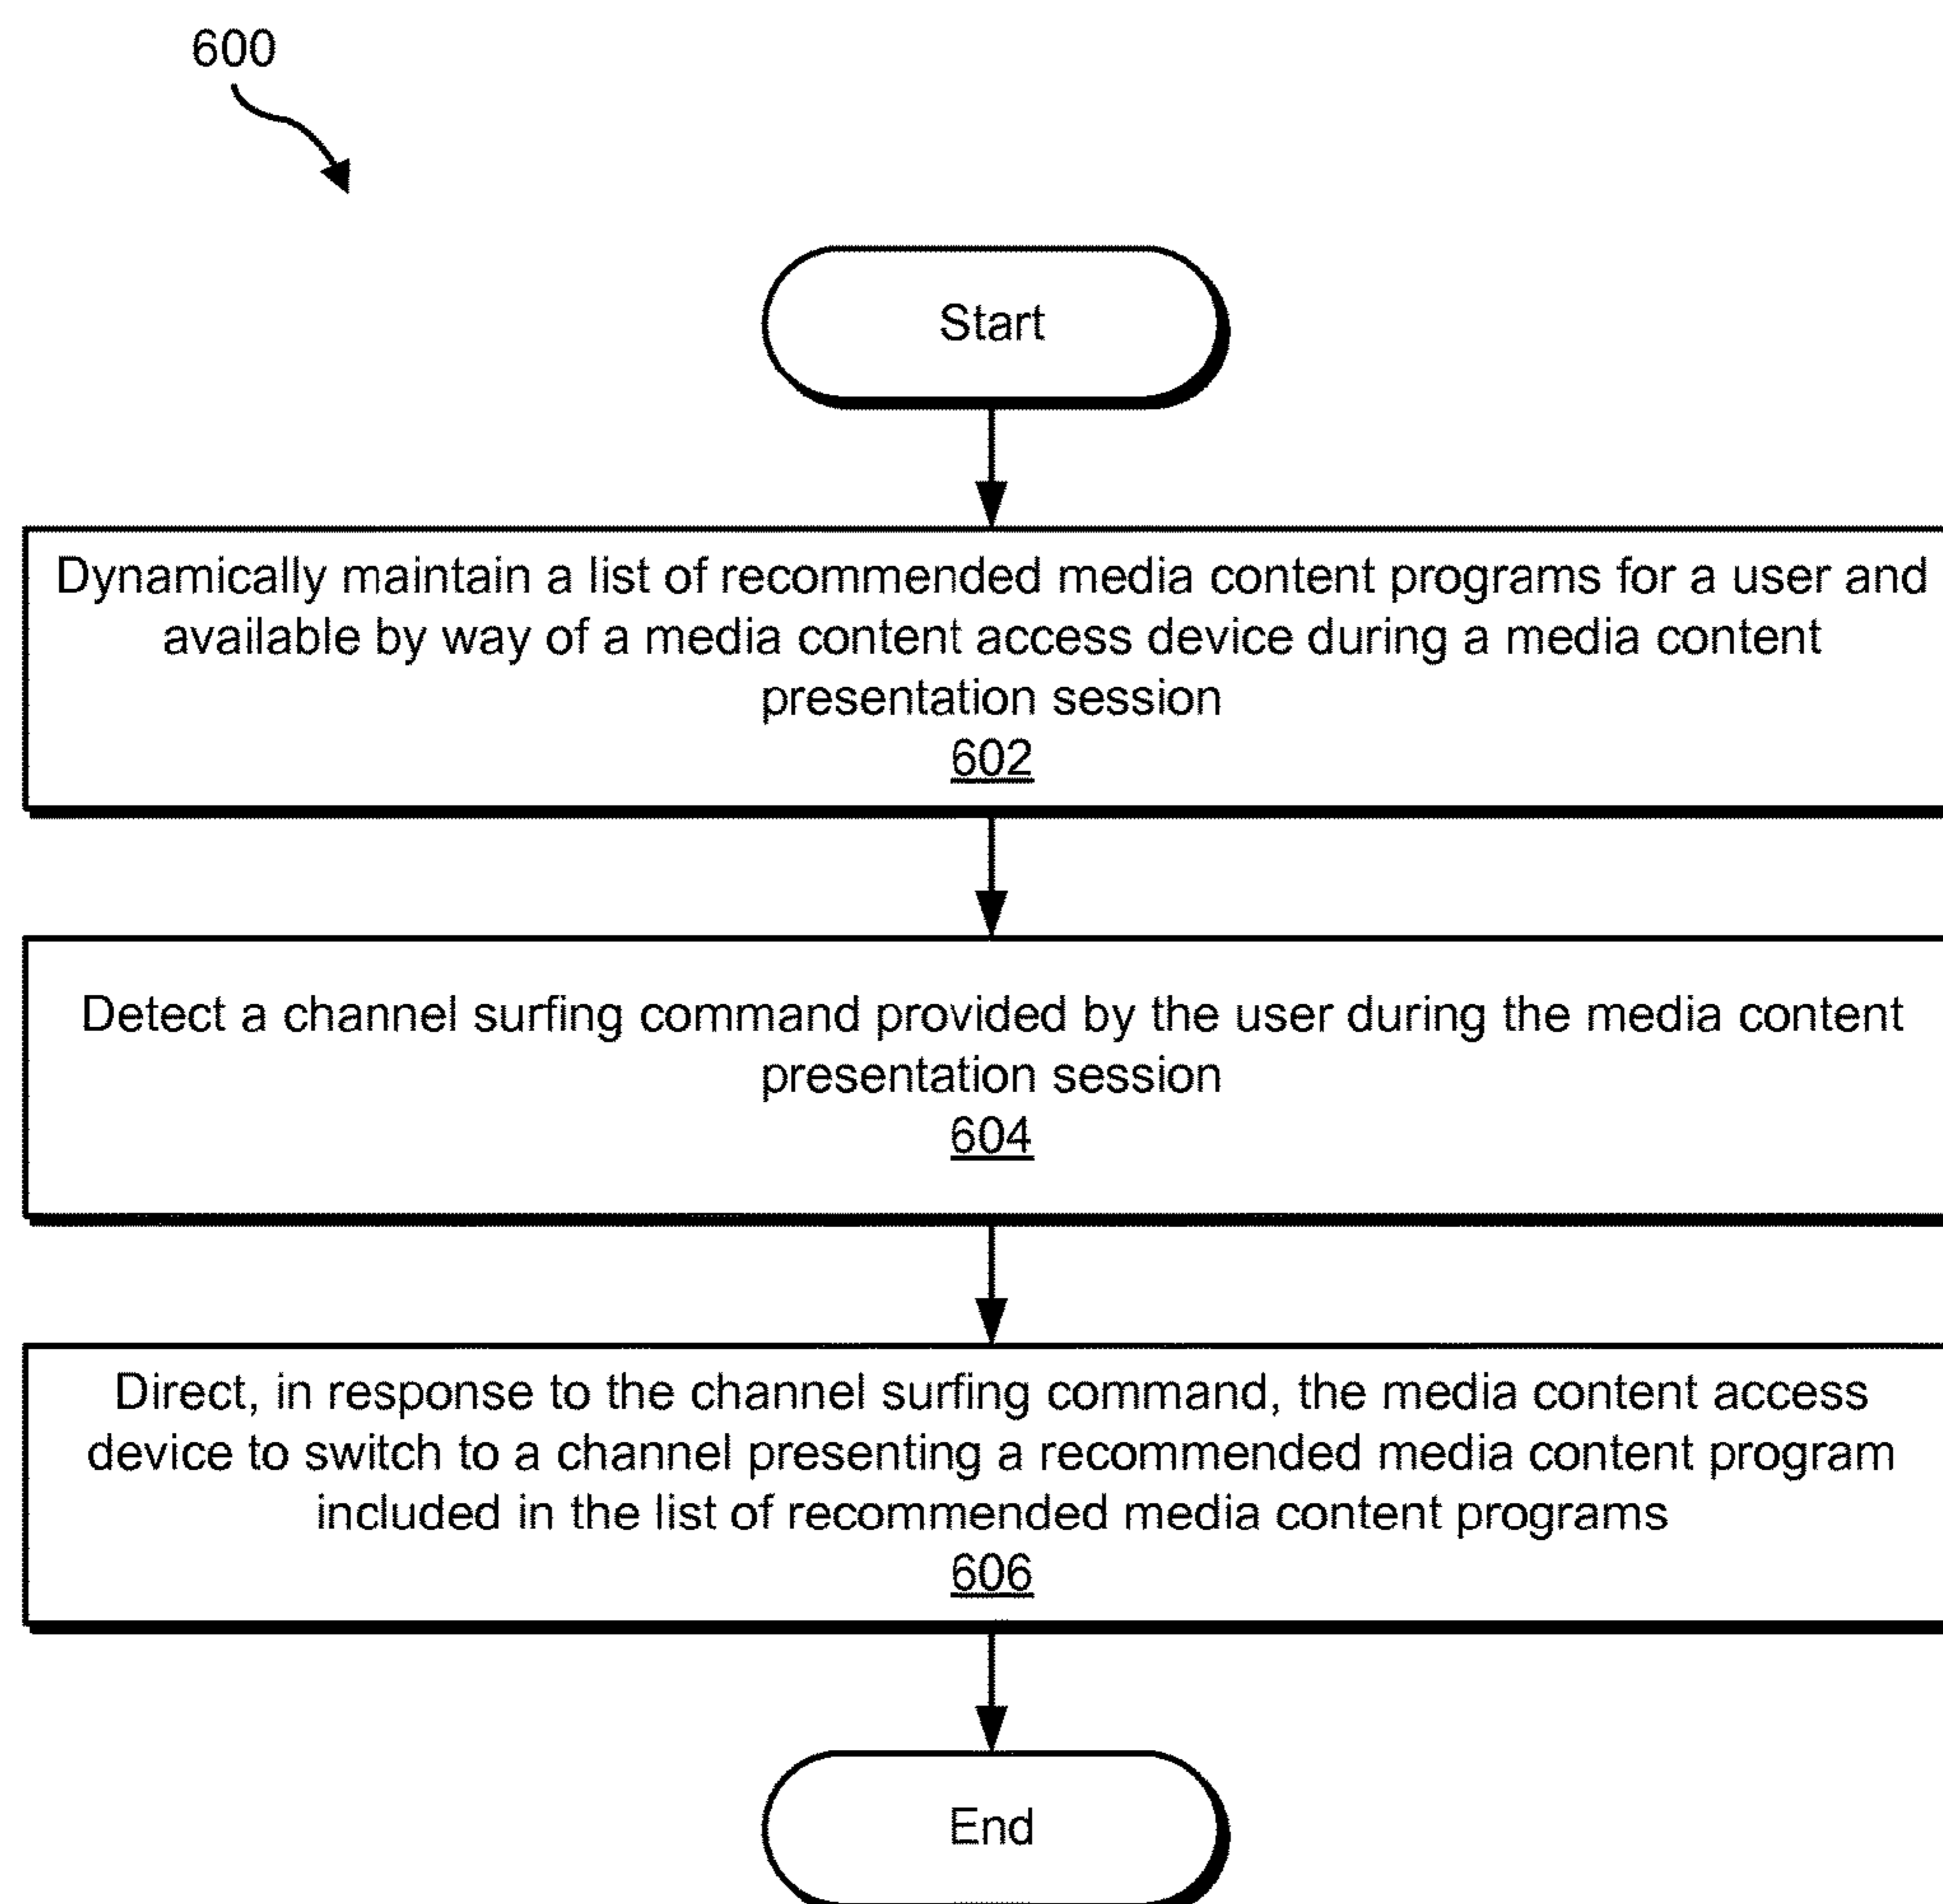 600
Start
Dynamically maintain a list of recommended media content programs for a user and
available by way of a media content access device during a media content
presentation session
602
Detect a channel surfing command provided by the user during the media content
presentation session
604
Direct, in response to the channel surfing command, the media content access
device to switch to a channel presenting a recommended media content program
included in the list of recommended media content programs
606
End